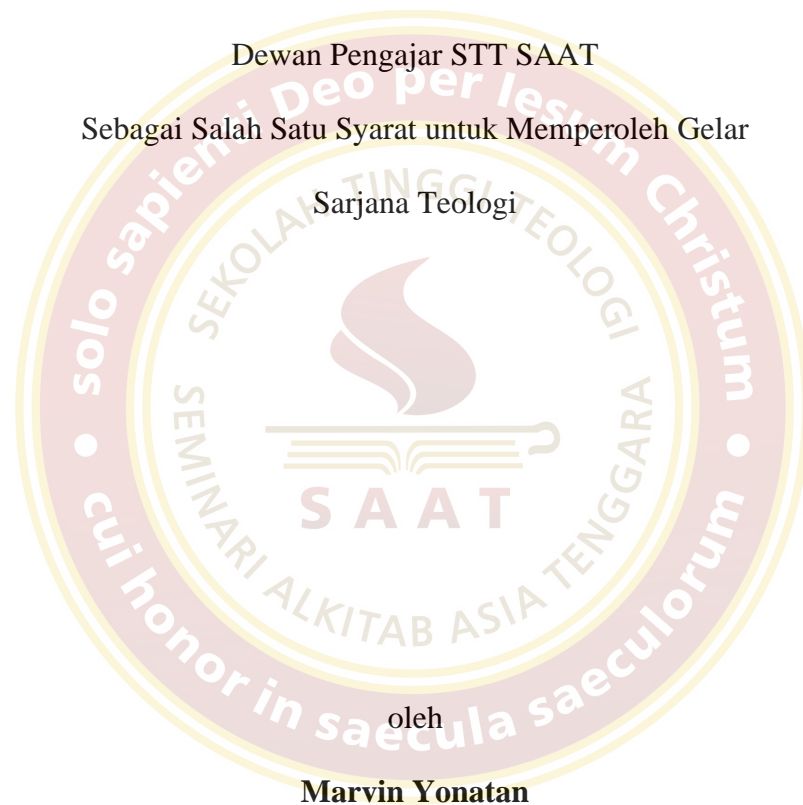 Dewan Pengajar STT SAAT
Sebagai Salah Satu Syarat untuk Memperoleh Gelar
Sarjana Teologi
solo sapienti Deo per Iesum Christum
SEKOLAH TINGGI TEOLOGI
SEMINARI ALKITAB ASIA TENGGARA
SAAT
cui honor in saecula saeculorum
oleh
Marvin Yonatan